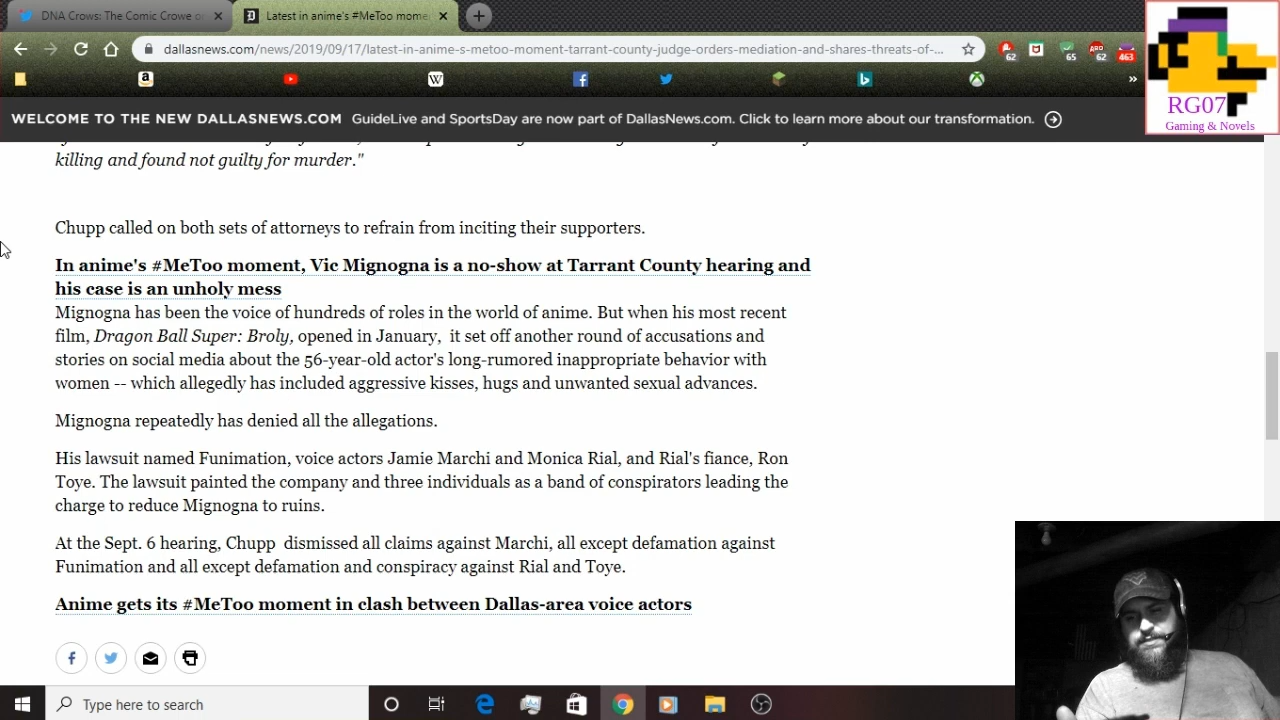 DNA Crows: The Comic Crowe o
Latest in anime's #MeToo mome
dallasnews.com/news/2019/09/17/latest-in-anime-s-metoo-moment-tarrant-county-judge-orders-mediation-and-shares-threats-of-...
62
65
ABD
62
463
RG07
Gaming & Novels
WELCOME TO THE NEW DALLASNEWS.COM GuideLive and SportsDay are now part of DallasNews.com. Click to learn more about our transformation.
killing and found not guilty for murder."
Chupp called on both sets of attorneys to refrain from inciting their supporters.
In anime's #MeToo moment, Vic Mignogna is a no-show at Tarrant County hearing and
his case is an unholy mess
Mignogna has been the voice of hundreds of roles in the world of anime. But when his most recent
film, Dragon Ball Super: Broly, opened in January, it set off another round of accusations and
stories on social media about the 56-year-old actor's long-rumored inappropriate behavior with
women -- which allegedly has included aggressive kisses, hugs and unwanted sexual advances.
Mignogna repeatedly has denied all the allegations.
His lawsuit named Funimation, voice actors Jamie Marchi and Monica Rial, and Rial's fiance, Ron
Toye. The lawsuit painted the company and three individuals as a band of conspirators leading the
charge to reduce Mignogna to ruins.
At the Sept. 6 hearing, Chupp dismissed all claims against Marchi, all except defamation against
Funimation and all except defamation and conspiracy against Rial and Toye.
Anime gets its #MeToo moment in clash between Dallas-area voice actors
Type here to search